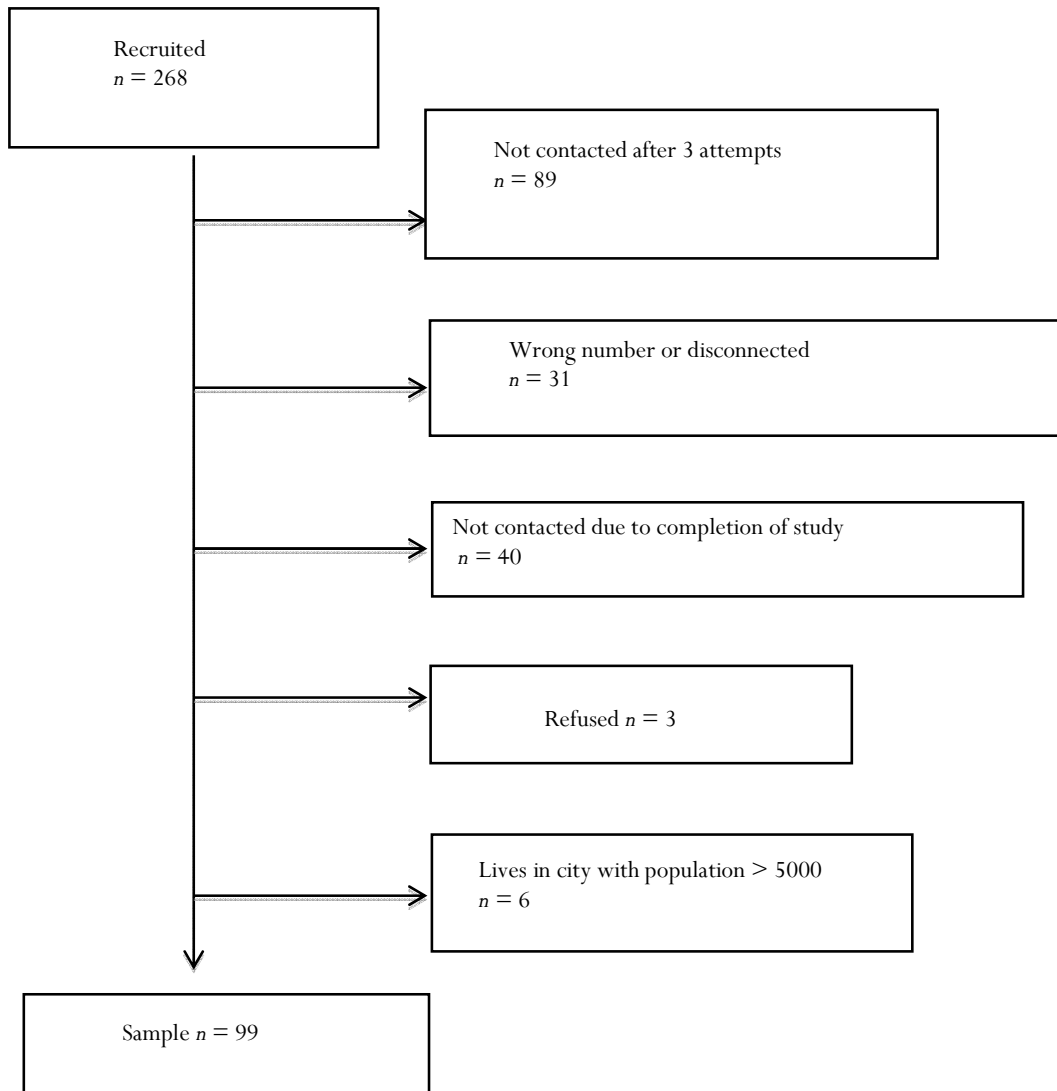 Recruited
n = 268
Not contacted after 3 attempts
n = 89
Wrong number or disconnected
n = 31
Not contacted due to completion of study
n = 40
Refused n = 3
Lives in city with population > 5000
n = 6
Sample n = 99